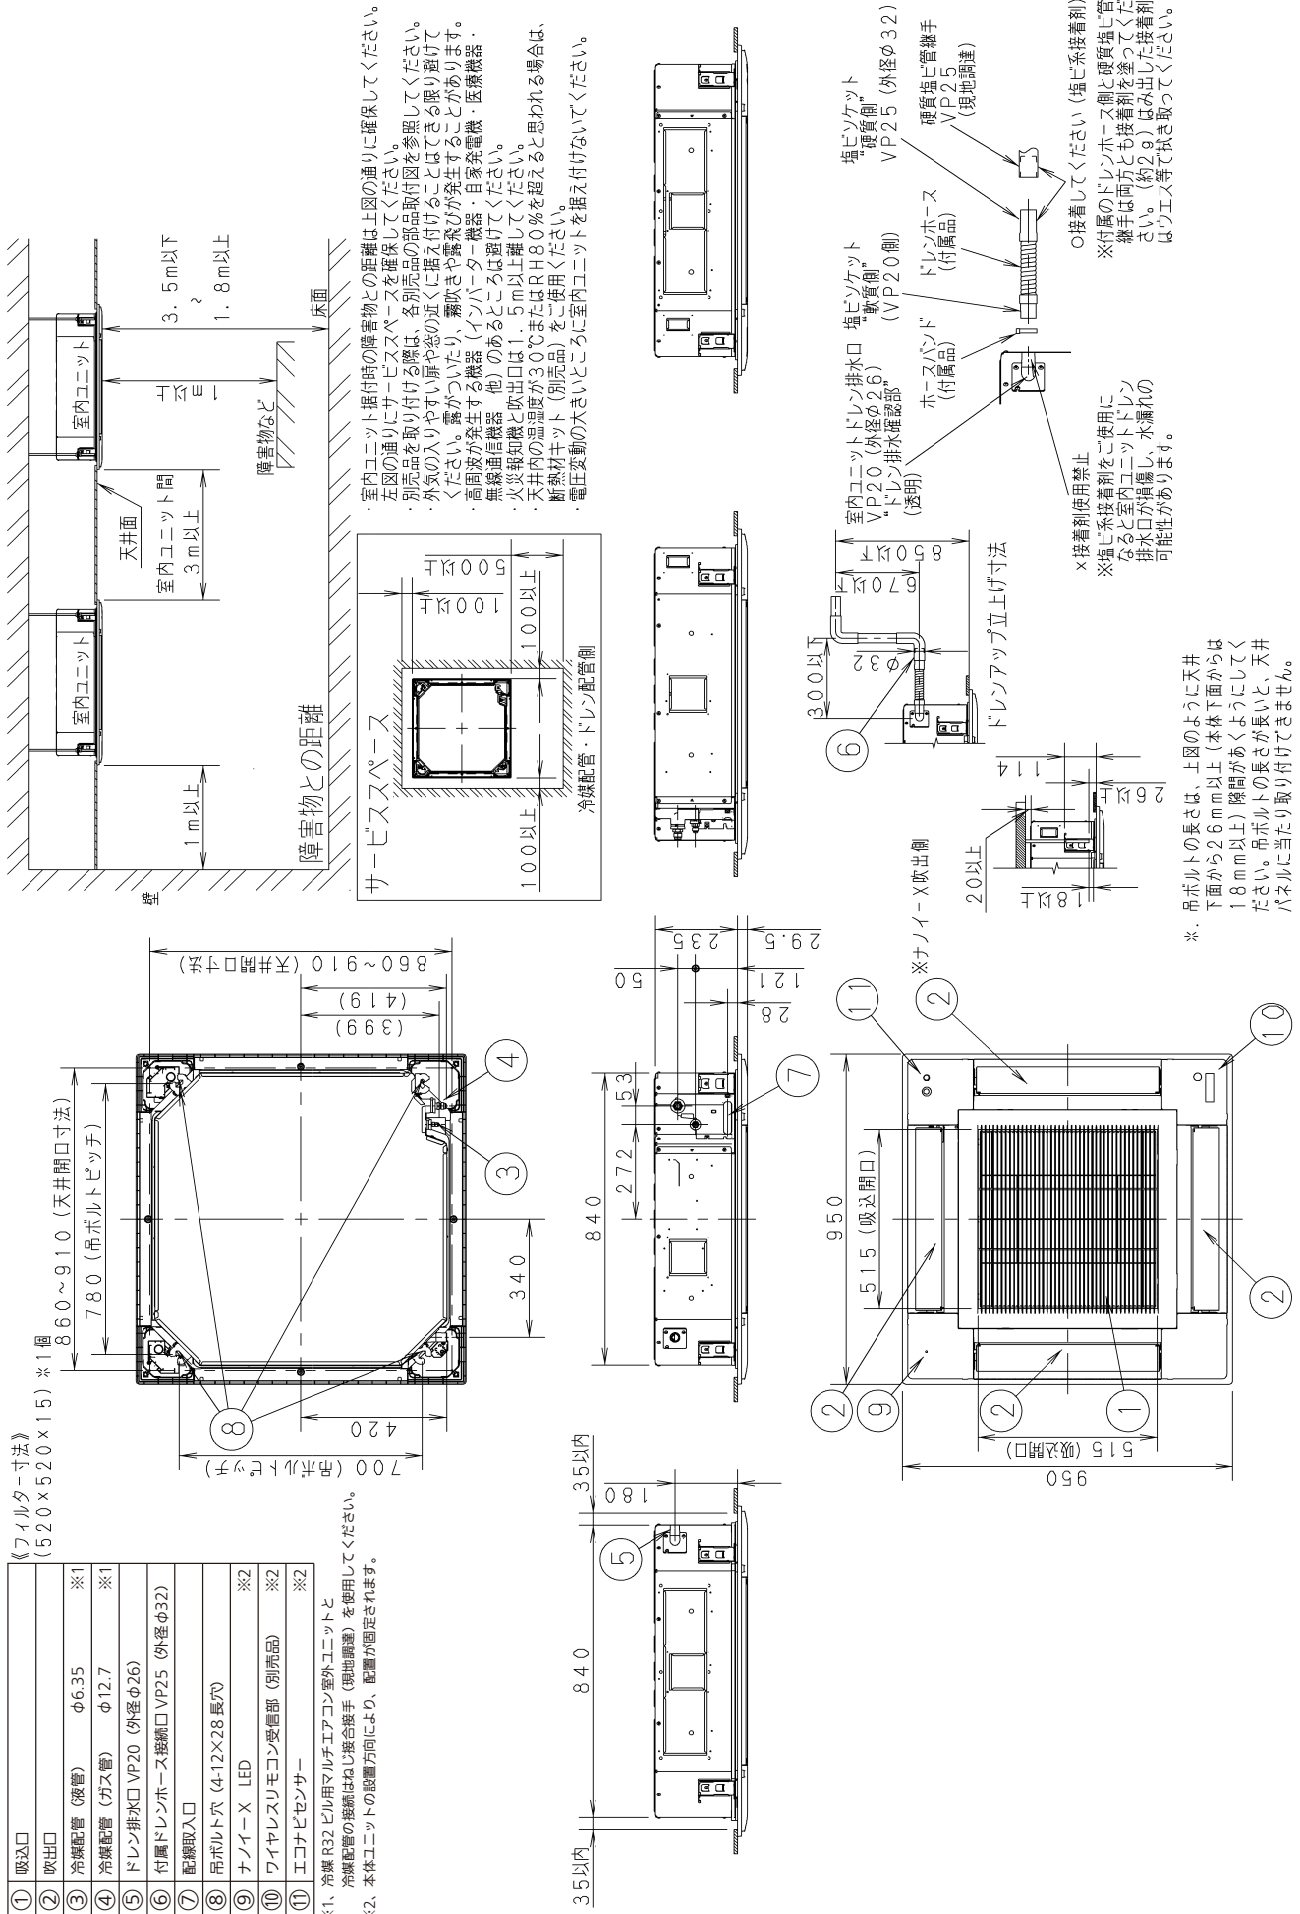 ① 吸込口
② 吹出口
③ 冷媒配管（液管） φ6.35 ※1
④ 冷媒配管（ガス管） φ12.7 ※1
⑤ ドレン排水口 VP20（外径φ26）
⑥ 付属ドレンホース接続口 VP25（外径φ32）
⑦ 配線取入口
⑧ 吊ボルト穴（4-12×28長穴）
⑨ ナノイーX LED ※2
⑩ ワイヤレスリモコン受信部（別売品） ※2
⑪ エコナビセンサー ※2
※1、冷媒 R32 ビル用マルチエアコン室外ユニットと
冷媒配管の接続はねじ接合接手（現地調達）を使用してください。
※2、本体ユニットの設置方向により、配置が固定されます。
《フィルター寸法》
（520×520×15）※1個
860~910（天井開口寸法）
780（吊ボルトピッチ）
860~910（天井開口寸法）
（419）
（399）
340
420
700（吊ボルトピッチ）
③
④
⑧
壁
1m以上
室内ユニット
天井面
室内ユニット間
3m以上
室内ユニット
1m以上
障害物など
3.5m以下
~
1.8m以上
床面
障害物との距離
サービススペース
100以上
100以上
100以上
500以上
冷媒配管・ドレン配管側
・室内ユニット据付時の障害物との距離は上図の通りに確保してください。
左図の通りにサービススペースを確保してください。
・別売品を取り付ける際は、各別売品の部品取付図を参照してください。
・外気の入りやすい扉や窓の近くに据え付けることはできる限り避けて
ください。露がついたり、霧吹きや露飛びが発生することがあります。
・高周波が発生する機器（インバーター機器・自家発電機・医療機器・
無線通信機器 他）のあるところは避けてください。
・火災報知機と吹出口は1.5m以上離してください。
・天井内の温湿度が30℃またはRH80%を超えると思われる場合は、
断熱材キット（別売品）をご使用ください。
・電圧変動の大きいところに室内ユニットを据え付けないでください。
35以内
840
35以内
180
⑤
840
272
53
⑦
50
235
29.5
121
28
950
515（吸込開口）
950
515（吸込開口）
①
②
②
②
②
⑨
⑩
⑪
※ナノイーX吹出側
20以上
18以上
114
26以上
※．吊ボルトの長さは、上図のように天井
下面から26mm以上（本体下面からは
18mm以上）隙間があくようにしてく
ださい。吊ボルトの長さが長いと、天井
パネルに当たり取り付けできません。
⑥
300以下
φ32
670以下
850以下
ドレンアップ立上げ寸法
室内ユニットドレン排水口
VP20（外径φ26）
“ドレン排水確認部”
（透明）
塩ビソケット
“軟質側”
（VP20側）
塩ビソケット
“硬質側”
VP25（外径φ32）
ホースバンド
（付属品）
ドレンホース
（付属品）
硬質塩ビ管継手
VP25
（現地調達）
×接着剤使用禁止
※塩ビ系接着剤をご使用に
なると室内ユニットドレン
排水口が損傷し、水漏れの
可能性があります。
○接着してください（塩ビ系接着剤）
※付属のドレンホース側と硬質塩ビ管
継手は両方とも接着剤を塗ってくだ
さい。（約2g）はみ出した接着剤
はウエス等で拭き取ってください。